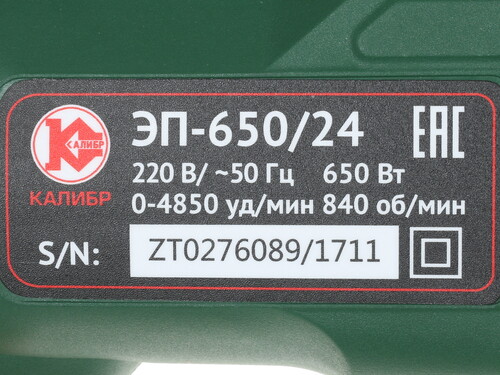 ЭП-650/24
КАЛИБР
КАЛИБР
220 В/ ~50 Гц 650 Вт
0-4850 уд/мин 840 об/мин
S/N: ZT0276089/1711
EAC